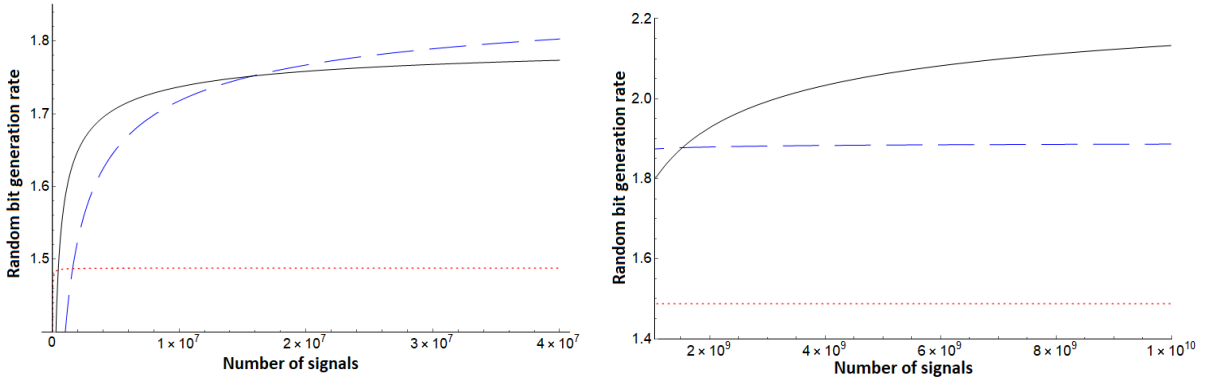 Random bit generation rate
1.8
1.7
1.6
1.5
0
1 × 10^7
2 × 10^7
3 × 10^7
4 × 10^7
Number of signals
Random bit generation rate
2.2
2.0
1.8
1.6
1.4
2 × 10^9
4 × 10^9
6 × 10^9
8 × 10^9
1 × 10^10
Number of signals